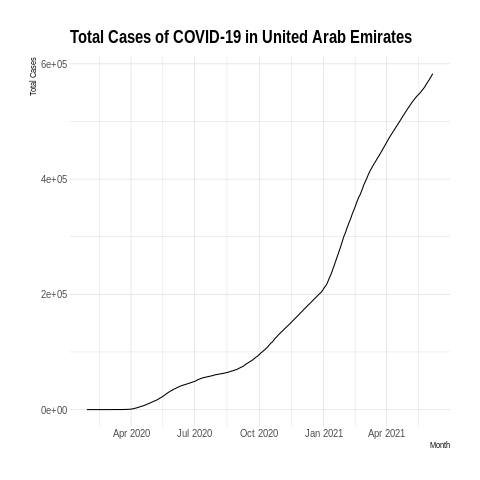 Total Cases of COVID-19 in United Arab Emirates
Total Cases
6e+05
4e+05
2e+05
0e+00
Apr 2020 Jul 2020 Oct 2020 Jan 2021 Apr 2021
Month